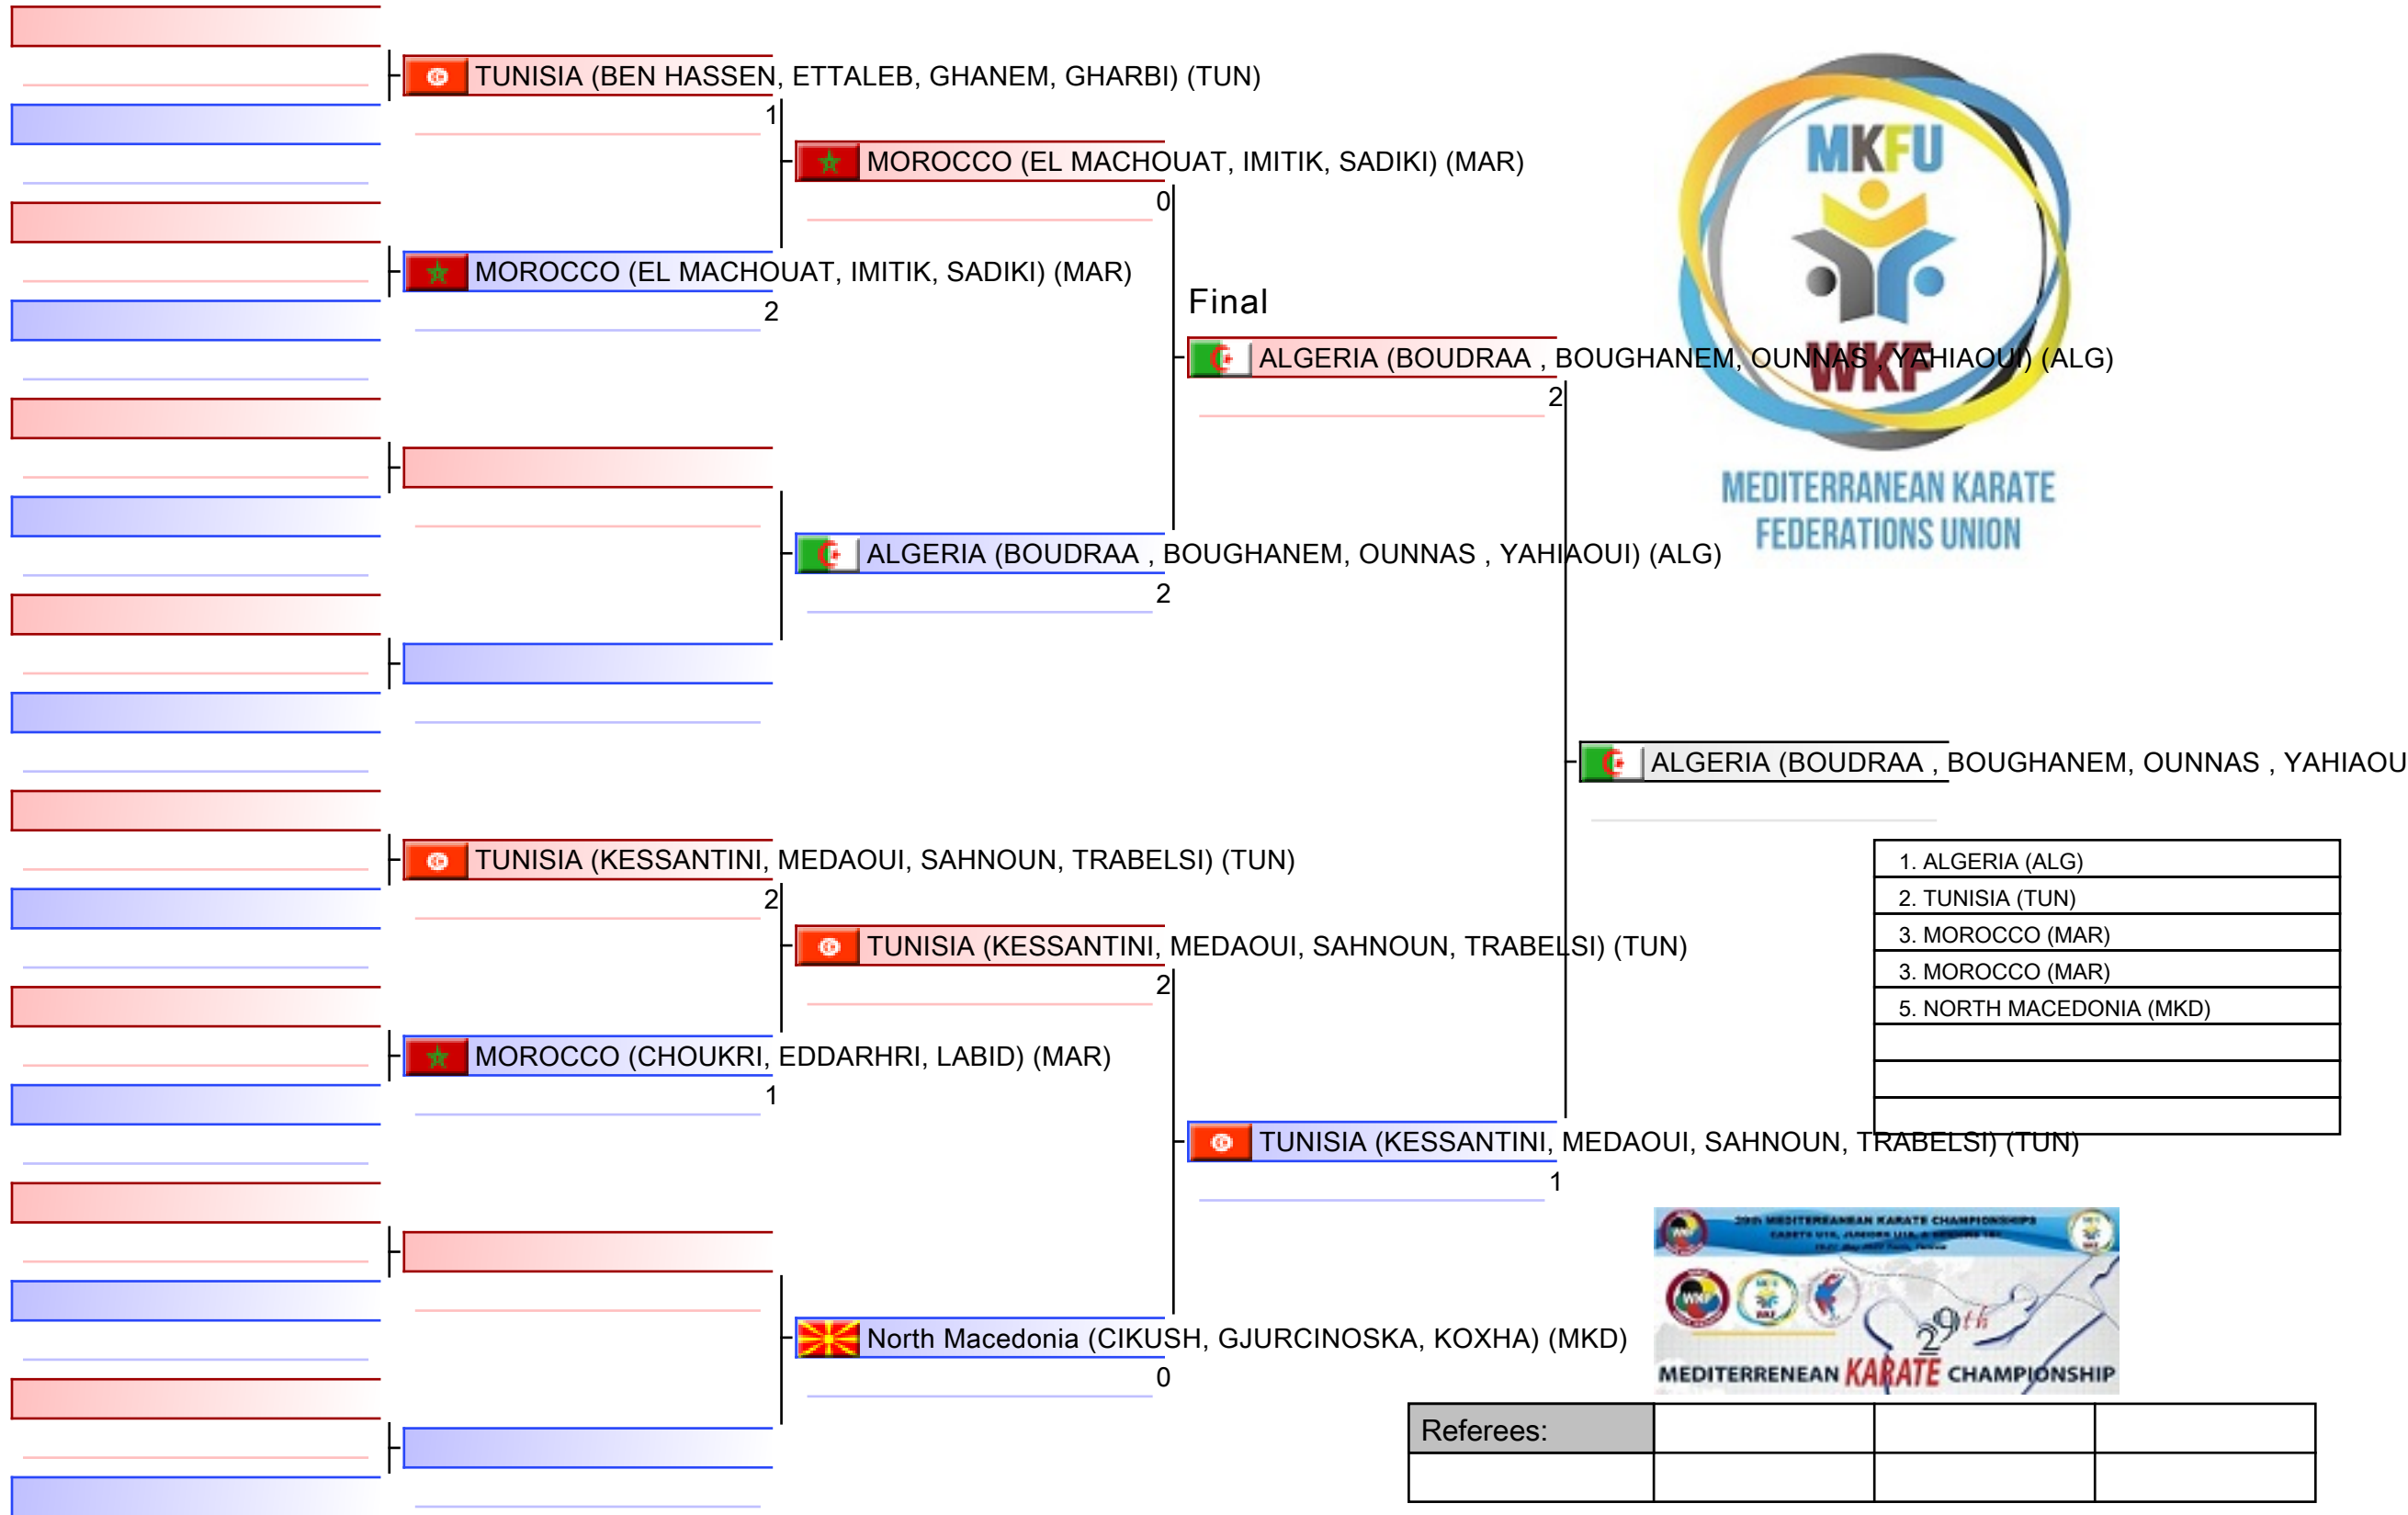 TUNISIA (BEN HASSEN, ETTALEB, GHANEM, GHARBI) (TUN)
1
MOROCCO (EL MACHOUAT, IMITIK, SADIKI) (MAR)
0
MOROCCO (EL MACHOUAT, IMITIK, SADIKI) (MAR)
2
Final
ALGERIA (BOUDRAA , BOUGHANEM, OUNNAS , YAHIAOUI) (ALG)
2
ALGERIA (BOUDRAA , BOUGHANEM, OUNNAS , YAHIAOUI) (ALG)
2
MKFU
WKF
MEDITERRANEAN KARATE
FEDERATIONS UNION
ALGERIA (BOUDRAA , BOUGHANEM, OUNNAS , YAHIAOU
TUNISIA (KESSANTINI, MEDAOUI, SAHNOUN, TRABELSI) (TUN)
2
TUNISIA (KESSANTINI, MEDAOUI, SAHNOUN, TRABELSI) (TUN)
2
MOROCCO (CHOUKRI, EDDARHRI, LABID) (MAR)
1
TUNISIA (KESSANTINI, MEDAOUI, SAHNOUN, TRABELSI) (TUN)
1
North Macedonia (CIKUSH, GJURCINOSKA, KOXHA) (MKD)
0
1. ALGERIA (ALG)
2. TUNISIA (TUN)
3. MOROCCO (MAR)
3. MOROCCO (MAR)
5. NORTH MACEDONIA (MKD)
29th MEDITERRANEAN KARATE CHAMPIONSHIPS
29th
MEDITERRENEAN KARATE CHAMPIONSHIP
Referees: